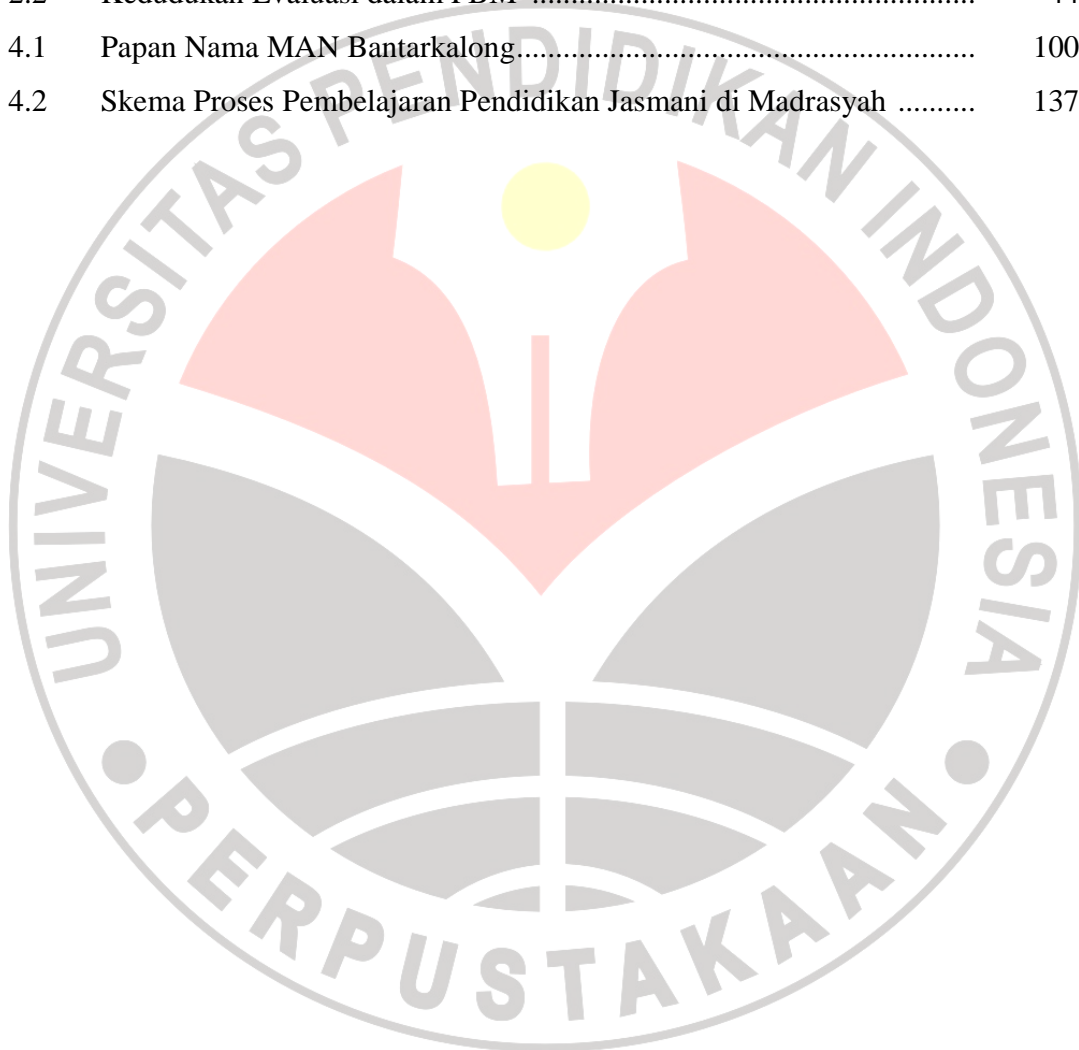 4.1 Papan Nama MAN Bantarkalong........................................................... 100
4.2 Skema Proses Pembelajaran Pendidikan Jasmani di Madrasyah .......... 137
UNIVERSITAS PENDIDIKAN INDONESIA
PERPUSTAKAAN